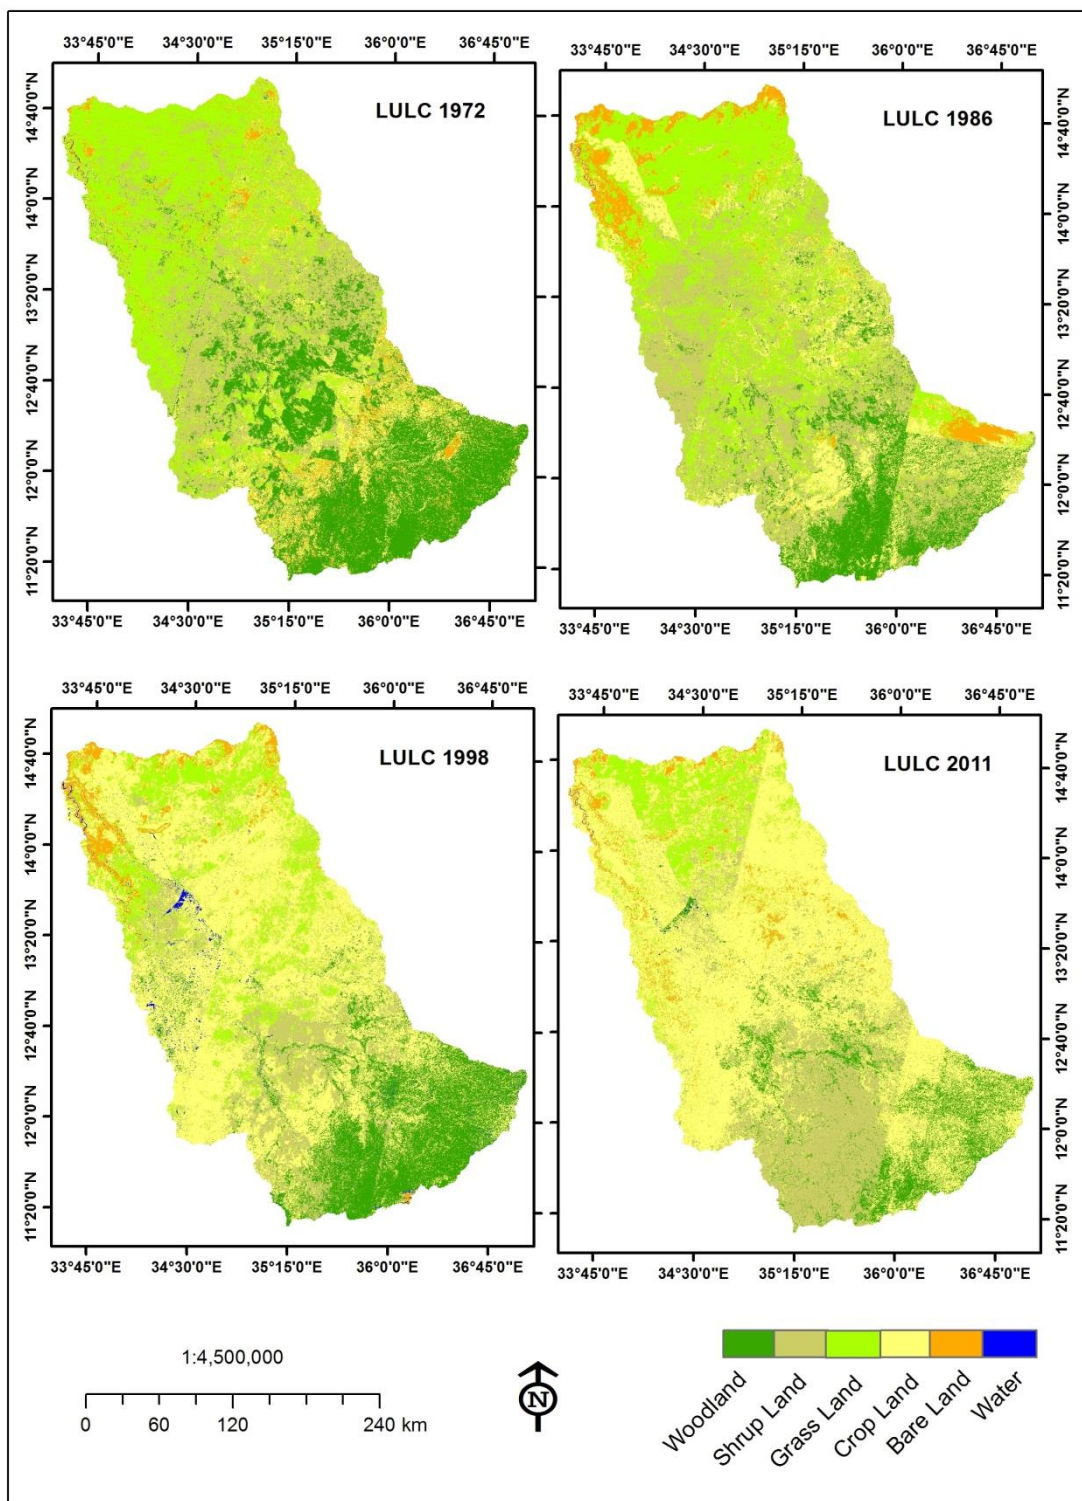 33°45'0"E 34°30'0"E 35°15'0"E 36°0'0"E 36°45'0"E
LULC 1972
14°40'0"N
14°0'0"N
13°20'0"N
12°40'0"N
12°0'0"N
11°20'0"N
33°45'0"E 34°30'0"E 35°15'0"E 36°0'0"E 36°45'0"E
33°45'0"E 34°30'0"E 35°15'0"E 36°0'0"E 36°45'0"E
LULC 1986
14°40'0"N
14°0'0"N
13°20'0"N
12°40'0"N
12°0'0"N
11°20'0"N
33°45'0"E 34°30'0"E 35°15'0"E 36°0'0"E 36°45'0"E
33°45'0"E 34°30'0"E 35°15'0"E 36°0'0"E 36°45'0"E
LULC 1998
14°40'0"N
14°0'0"N
13°20'0"N
12°40'0"N
12°0'0"N
11°20'0"N
33°45'0"E 34°30'0"E 35°15'0"E 36°0'0"E 36°45'0"E
33°45'0"E 34°30'0"E 35°15'0"E 36°0'0"E 36°45'0"E
LULC 2011
14°40'0"N
14°0'0"N
13°20'0"N
12°40'0"N
12°0'0"N
11°20'0"N
33°45'0"E 34°30'0"E 35°15'0"E 36°0'0"E 36°45'0"E
1:4,500,000
0 60 120 240 km
N
Woodland
Shrup Land
Grass Land
Crop Land
Bare Land
Water